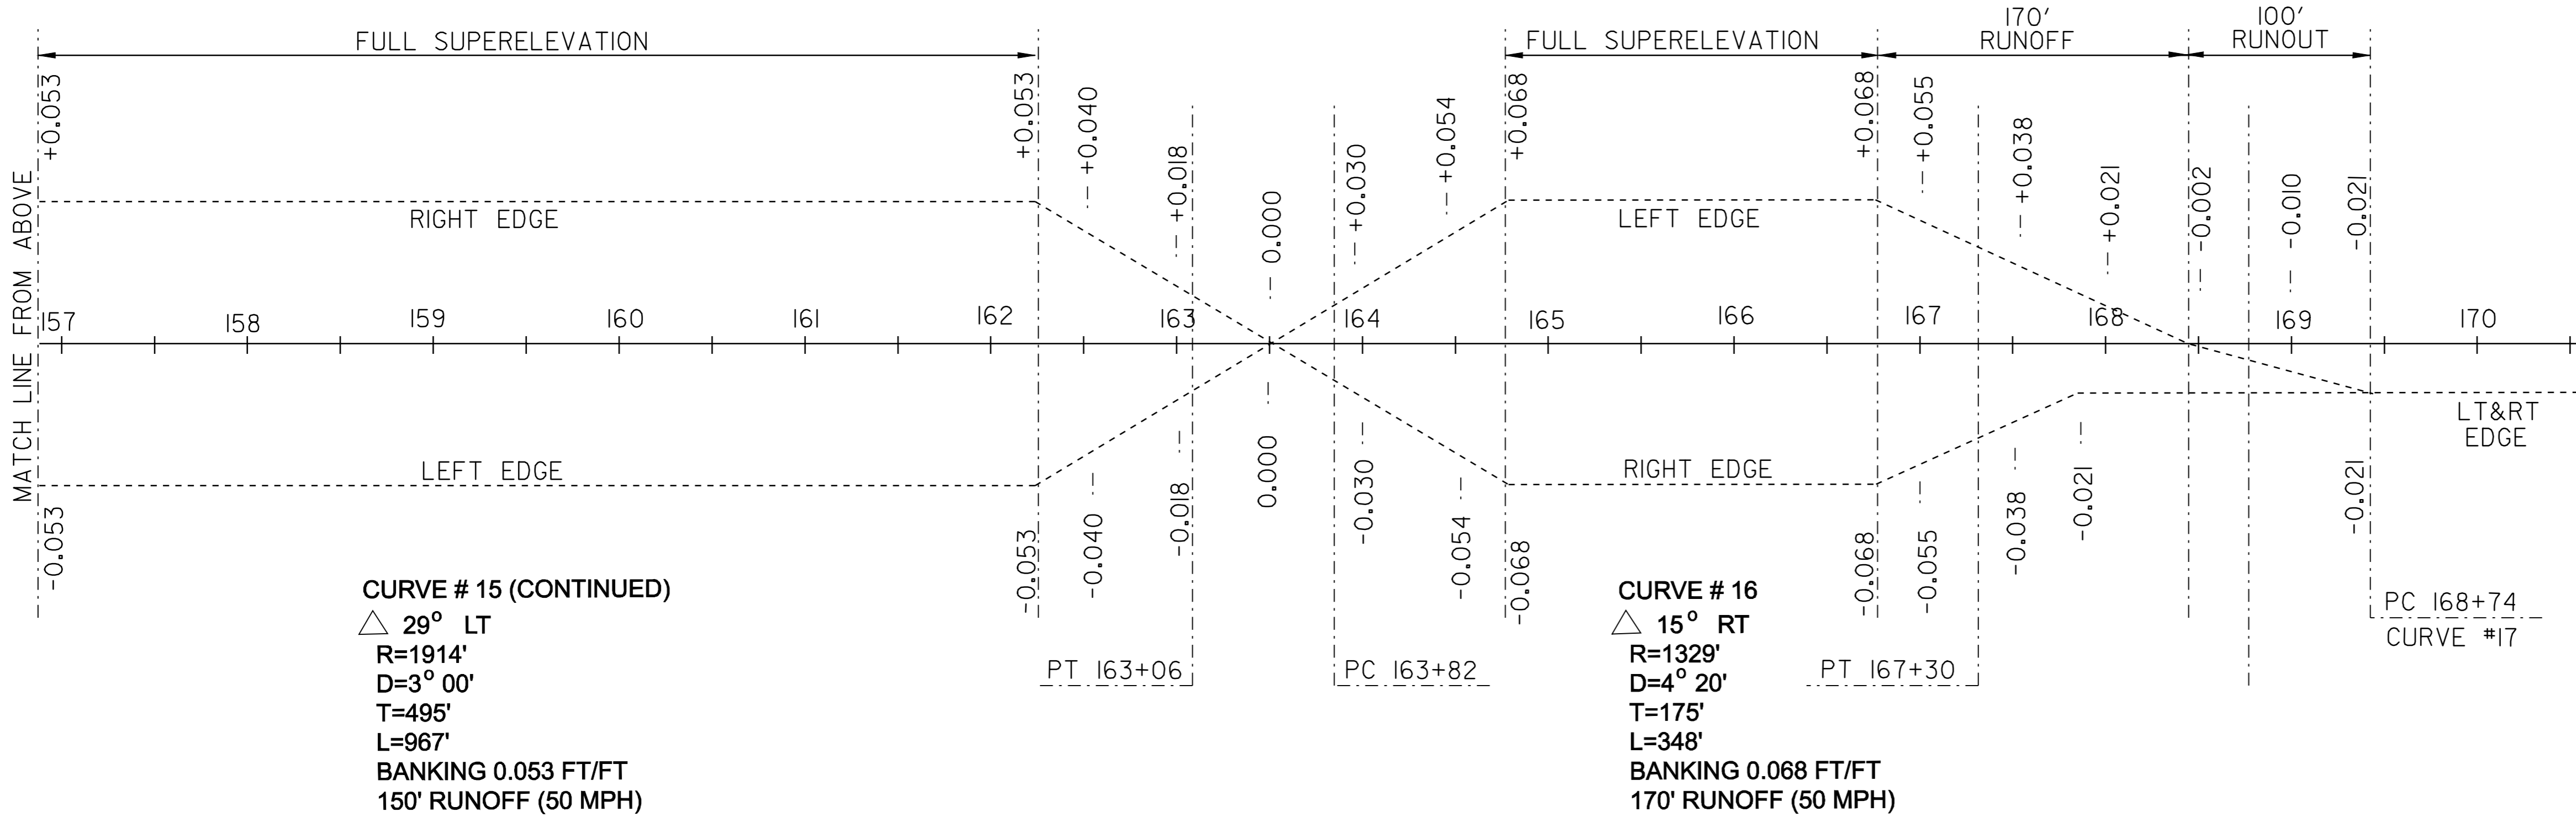 FULL SUPERELEVATION
FULL SUPERELEVATION
170'
RUNOFF
100'
RUNOUT
MATCH LINE FROM ABOVE
+0.053
+0.053
+0.040
+0.018
0.000
+0.030
+0.054
+0.068
+0.068
+0.055
+0.038
+0.021
-0.002
-0.010
-0.021
RIGHT EDGE
LEFT EDGE
157
158
159
160
161
162
163
164
165
166
167
168
169
170
LT&RT
EDGE
LEFT EDGE
RIGHT EDGE
-0.053
-0.053
-0.040
-0.018
0.000
-0.030
-0.054
-0.068
-0.068
-0.055
-0.038
-0.021
-0.021
CURVE # 15 (CONTINUED)
△ 29° LT
R=1914'
D=3° 00'
T=495'
L=967'
BANKING 0.053 FT/FT
150' RUNOFF (50 MPH)
PT 163+06
PC 163+82
CURVE # 16
△ 15° RT
R=1329'
D=4° 20'
T=175'
L=348'
BANKING 0.068 FT/FT
170' RUNOFF (50 MPH)
PT 167+30
PC 168+74
CURVE #17